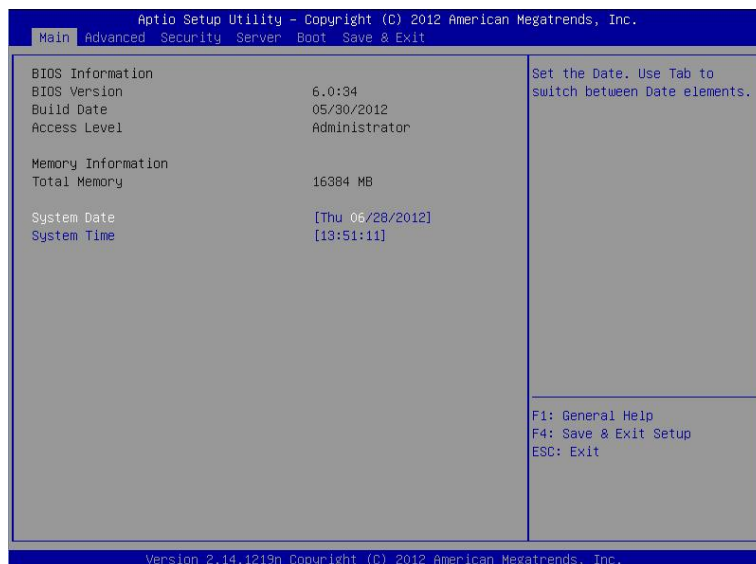 Aptio Setup Utility – Copyright (C) 2012 American Megatrends, Inc.
Main Advanced Security Server Boot Save & Exit
BIOS Information
BIOS Version 6.0:34
Build Date 05/30/2012
Access Level Administrator
Memory Information
Total Memory 16384 MB
System Date [Thu 06/28/2012]
System Time [13:51:11]
Set the Date. Use Tab to
switch between Date elements.
F1: General Help
F4: Save & Exit Setup
ESC: Exit
Version 2.14.1219n Copyright (C) 2012 American Megatrends, Inc.